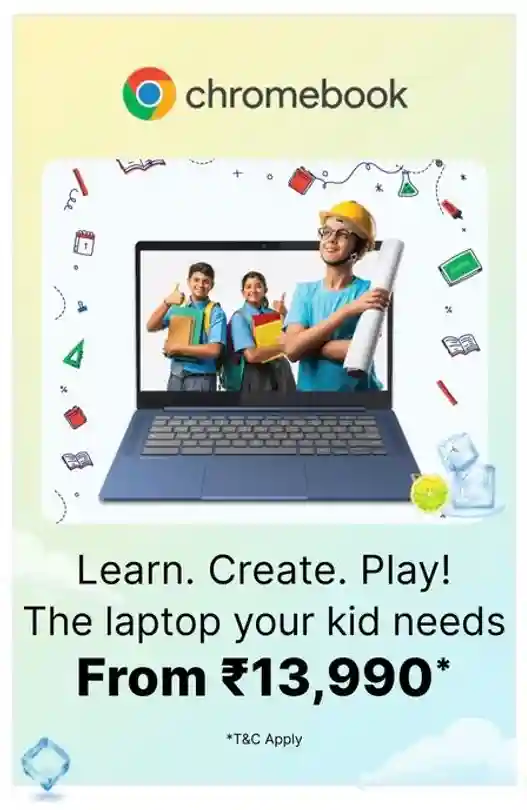 chromebook
Learn. Create. Play!
The laptop your kid needs
From ₹13,990*
*T&C Apply